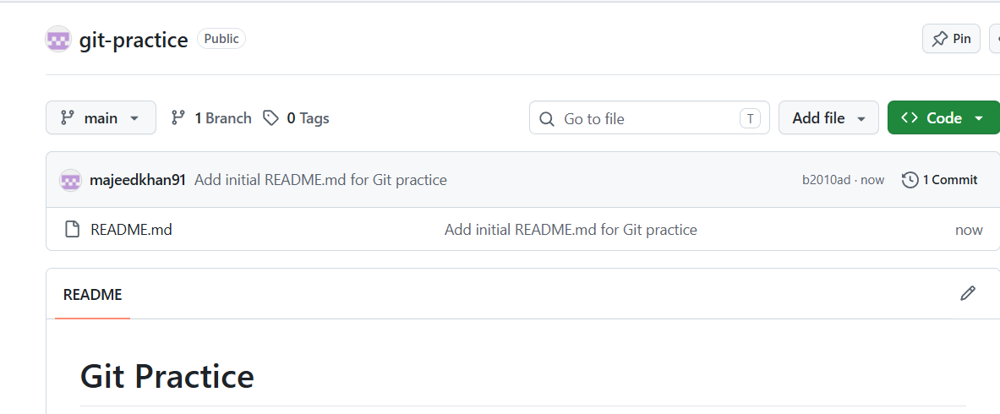 git-practice Public Pin
main 1 Branch 0 Tags Go to file T Add file Code
majeedkhan91 Add initial README.md for Git practice b2010ad · now 1 Commit
README.md Add initial README.md for Git practice now
README
Git Practice